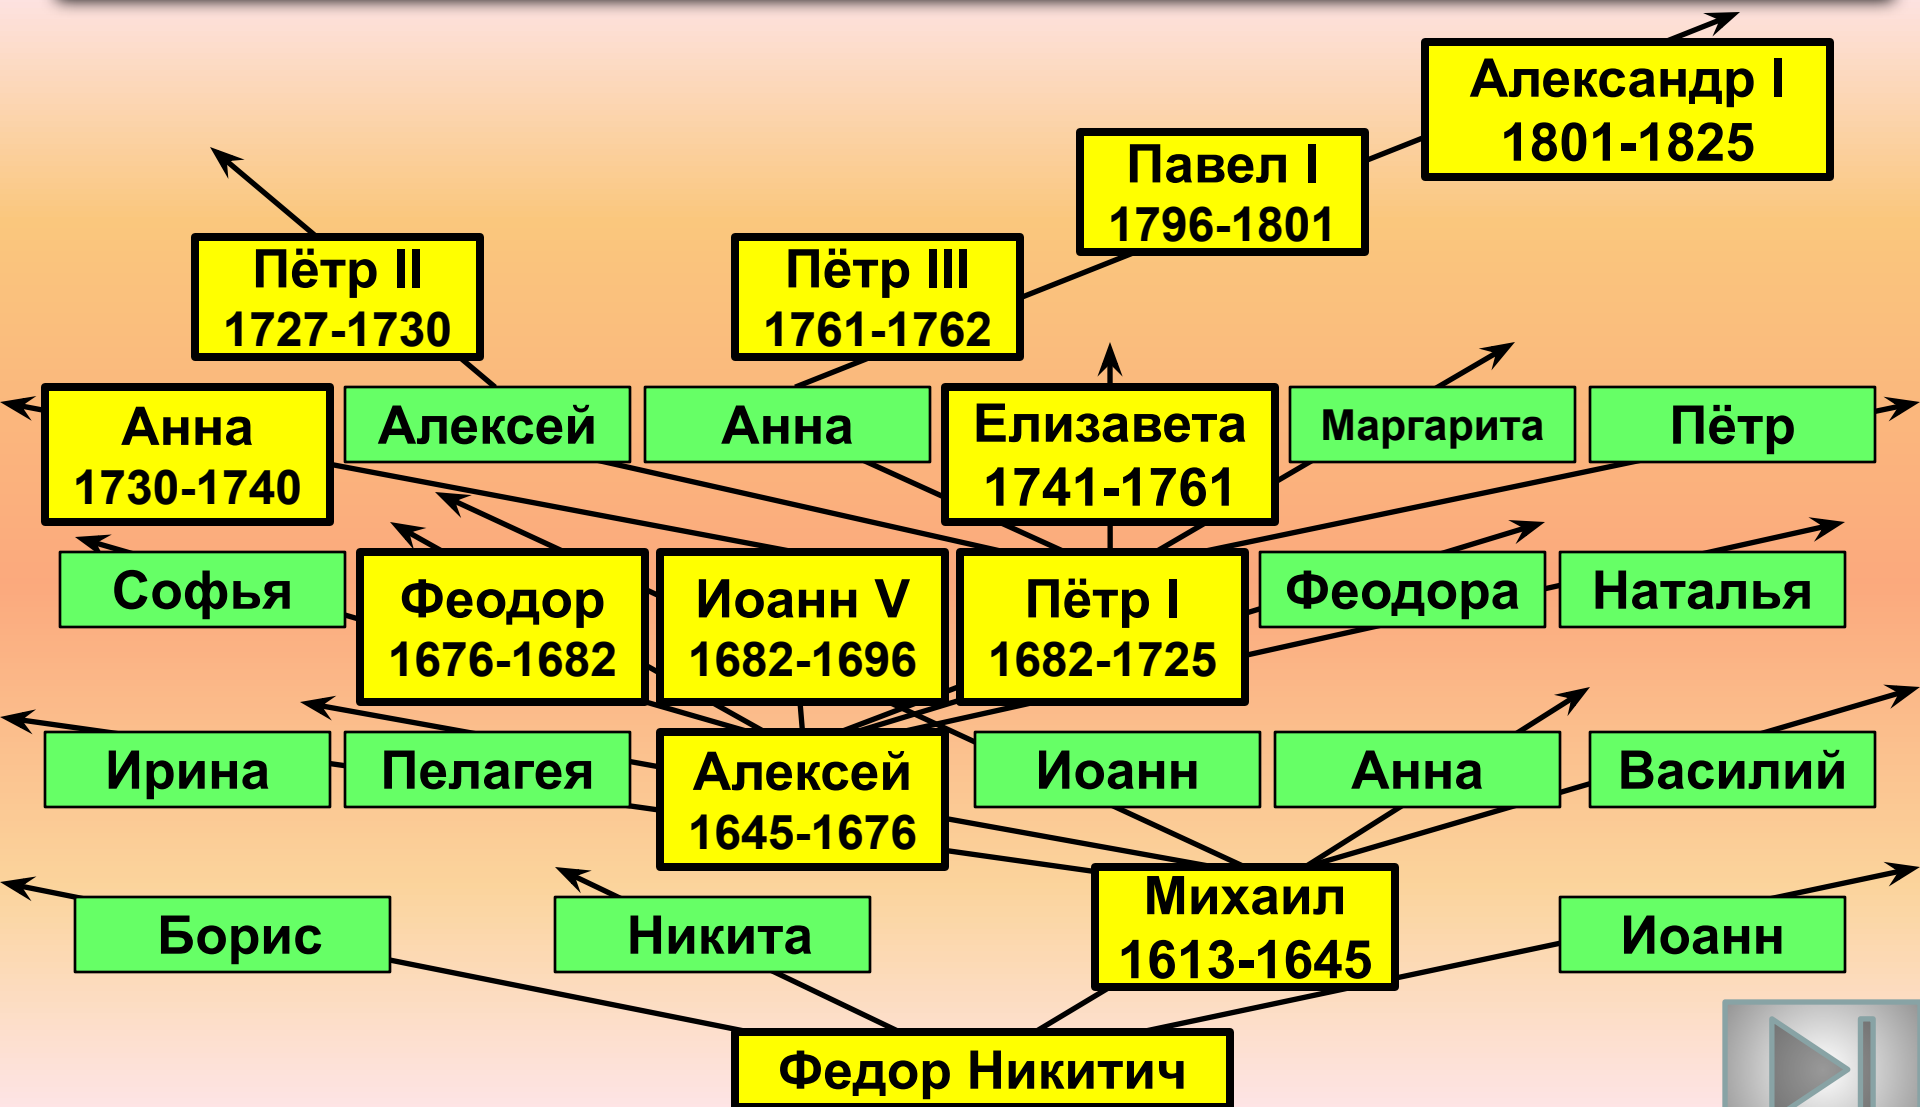 Александр I
1801-1825
Павел I
1796-1801
Пётр II
1727-1730
Пётр III
1761-1762
Анна
1730-1740
Алексей
Анна
Елизавета
1741-1761
Маргарита
Пётр
Софья
Феодор
1676-1682
Иоанн V
1682-1696
Пётр I
1682-1725
Феодора
Наталья
Ирина
Пелагея
Алексей
1645-1676
Иоанн
Анна
Василий
Борис
Никита
Михаил
1613-1645
Иоанн
Федор Никитич